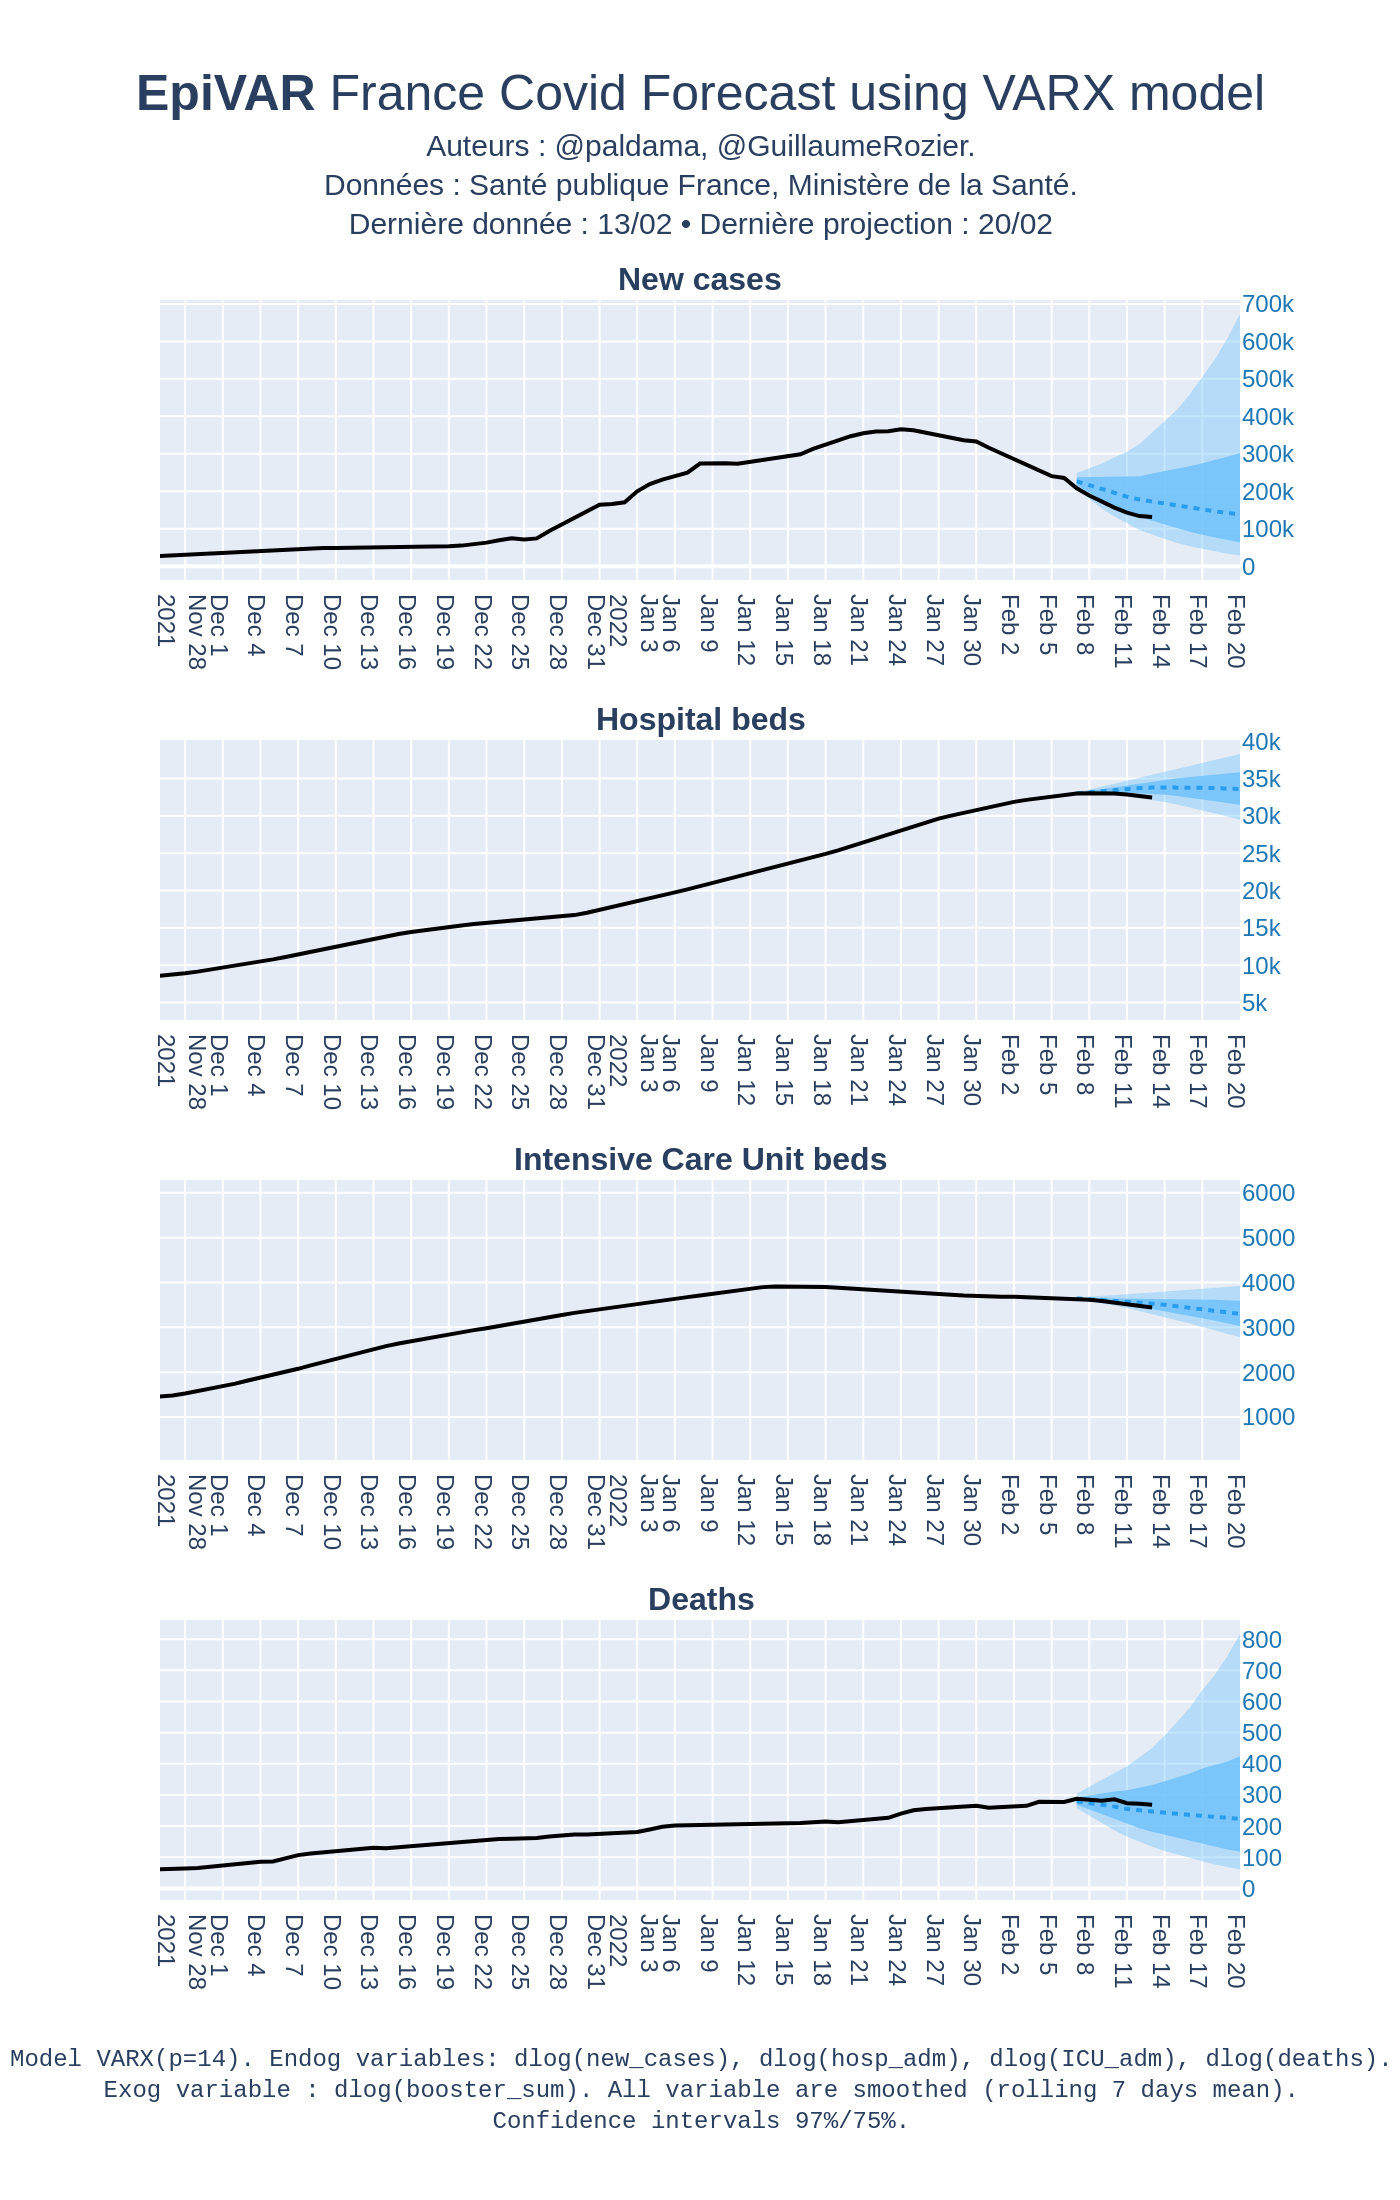 EpiVAR France Covid Forecast using VARX model
Auteurs : @paldama, @GuillaumeRozier.
Données : Santé publique France, Ministère de la Santé.
Dernière donnée : 13/02 • Dernière projection : 20/02
New cases
700k
600k
500k
400k
300k
200k
100k
0
2021 Nov 28 Dec 1 Dec 4 Dec 7 Dec 10 Dec 13 Dec 16 Dec 19 Dec 22 Dec 25 Dec 28 Dec 31 2022 Jan 3 Jan 6 Jan 9 Jan 12 Jan 15 Jan 18 Jan 21 Jan 24 Jan 27 Jan 30 Feb 2 Feb 5 Feb 8 Feb 11 Feb 14 Feb 17 Feb 20
Hospital beds
40k
35k
30k
25k
20k
15k
10k
5k
2021 Nov 28 Dec 1 Dec 4 Dec 7 Dec 10 Dec 13 Dec 16 Dec 19 Dec 22 Dec 25 Dec 28 Dec 31 2022 Jan 3 Jan 6 Jan 9 Jan 12 Jan 15 Jan 18 Jan 21 Jan 24 Jan 27 Jan 30 Feb 2 Feb 5 Feb 8 Feb 11 Feb 14 Feb 17 Feb 20
Intensive Care Unit beds
6000
5000
4000
3000
2000
1000
2021 Nov 28 Dec 1 Dec 4 Dec 7 Dec 10 Dec 13 Dec 16 Dec 19 Dec 22 Dec 25 Dec 28 Dec 31 2022 Jan 3 Jan 6 Jan 9 Jan 12 Jan 15 Jan 18 Jan 21 Jan 24 Jan 27 Jan 30 Feb 2 Feb 5 Feb 8 Feb 11 Feb 14 Feb 17 Feb 20
Deaths
800
700
600
500
400
300
200
100
0
2021 Nov 28 Dec 1 Dec 4 Dec 7 Dec 10 Dec 13 Dec 16 Dec 19 Dec 22 Dec 25 Dec 28 Dec 31 2022 Jan 3 Jan 6 Jan 9 Jan 12 Jan 15 Jan 18 Jan 21 Jan 24 Jan 27 Jan 30 Feb 2 Feb 5 Feb 8 Feb 11 Feb 14 Feb 17 Feb 20
Model VARX(p=14). Endog variables: dlog(new_cases), dlog(hosp_adm), dlog(ICU_adm), dlog(deaths).
Exog variable : dlog(booster_sum). All variable are smoothed (rolling 7 days mean).
Confidence intervals 97%/75%.